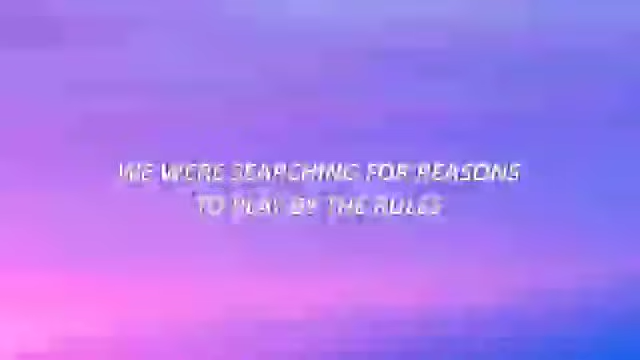 WE WERE SEARCHING FOR REASONS
TO PLAY BY THE RULES